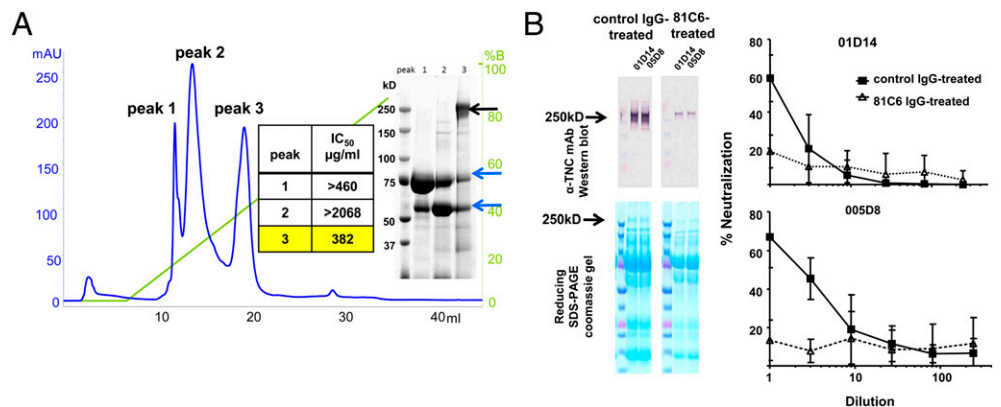 A
mAU
250
200
150
100
50
0
peak 1
peak 2
peak 3
10
20
30
40 ml
%B
100
80
60
40
20
0
peak IC50 µg/ml
1 >460
2 >2068
3 382
peak 1 2 3
kD
250
150
100
75
50
37
B
control IgG-treated
81C6-treated
01D14
05D8
01D14
05D8
250kD
α-TNC mAb
Western blot
250kD
Reducing
SDS-PAGE
coomassie gel
% Neutralization
01D14
control IgG-treated
81C6 IgG-treated
80
60
40
20
005D8
80
60
40
20
1
10
100
Dilution